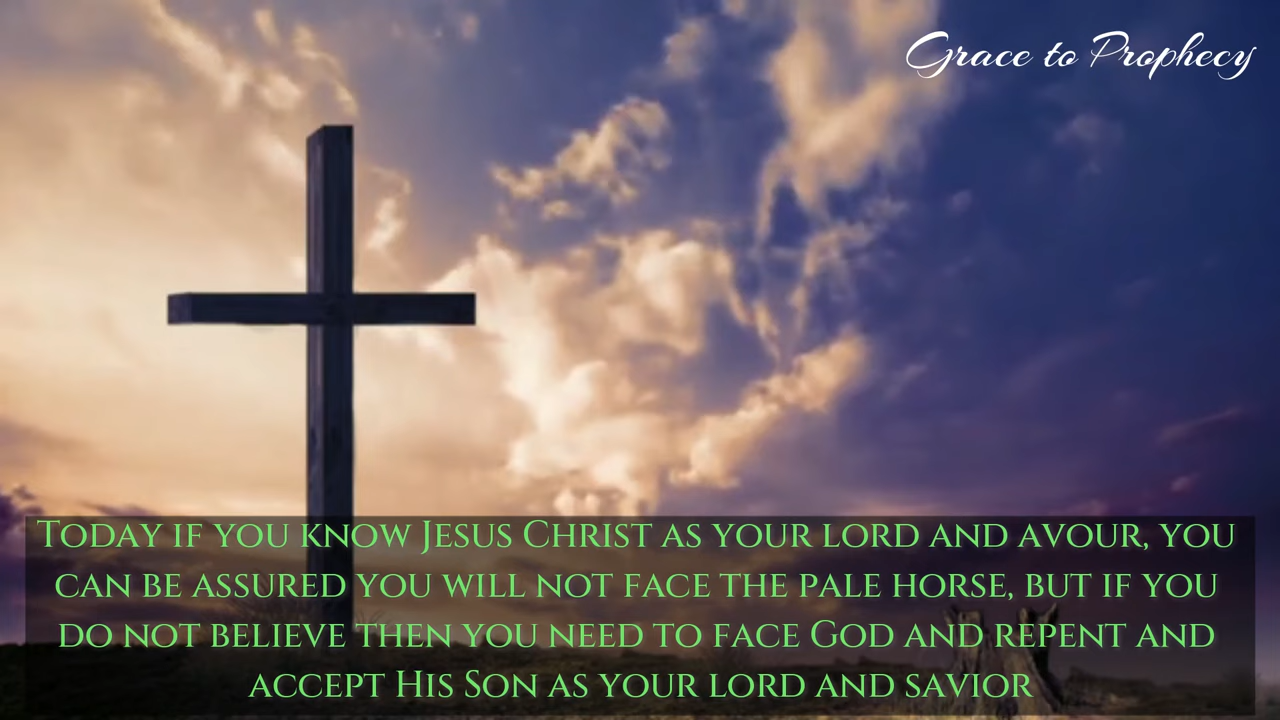 Grace to Prophecy
Today if you know Jesus Christ as your lord and avour, you
can be assured you will not face the pale horse, but if you
do not believe then you need to face God and repent and
accept His Son as your lord and savior